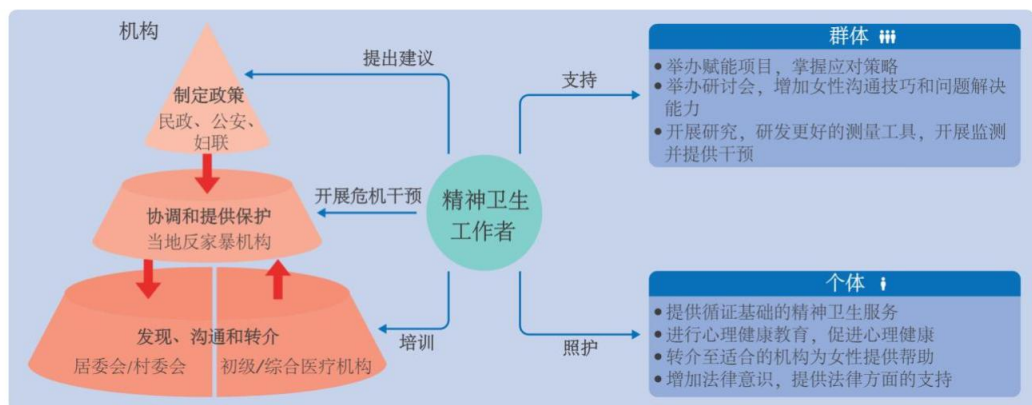 机构
制定政策
民政、公安、
妇联
协调和提供保护
当地反家暴机构
发现、沟通和转介
居委会/村委会
初级/综合医疗机构
提出建议
开展危机干预
培训
精神卫生
工作者
支持
照护
群体
• 举办赋能项目，掌握应对策略
• 举办研讨会，增加女性沟通技巧和问题解决
能力
• 开展研究，研发更好的测量工具，开展监测
并提供干预
个体
• 提供循证基础的精神卫生服务
• 进行心理健康教育，促进心理健康
• 转介至适合的机构为女性提供帮助
• 增加法律意识，提供法律方面的支持